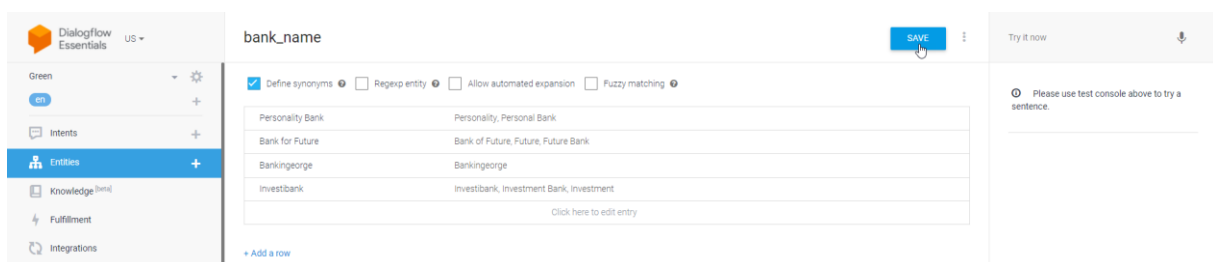 Dialogflow
Essentials
US
bank_name
SAVE
Try it now
Green
en
Define synonyms Regexp entity Allow automated expansion Fuzzy matching
Please use test console above to try a
sentence.
Personality Bank Personality, Personal Bank
Intents
Bank for Future Bank of Future, Future, Future Bank
Entities
Bankingeorge Bankingeorge
Knowledge [beta]
Investibank Investibank, Investment Bank, Investment
Click here to edit entry
Fulfillment
Integrations
+ Add a row